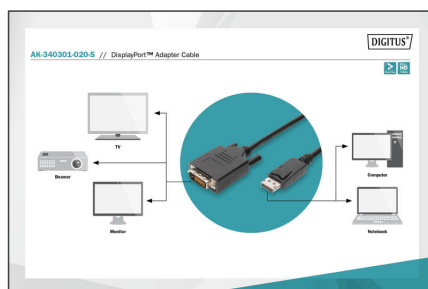 DIGITUS®
AK-340301-020-S // DisplayPort™ Adapter Cable
TV
Beamer
Monitor
Computer
Notebook